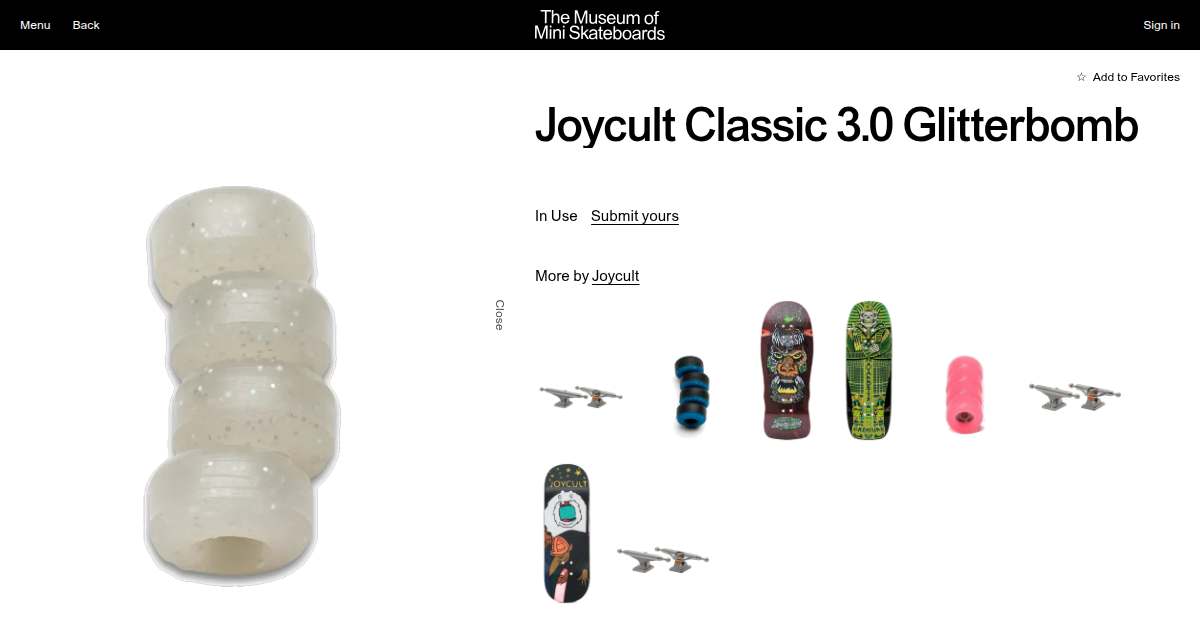 Menu
Back
The Museum of
Mini Skateboards
Sign in
☆ Add to Favorites
Joycult Classic 3.0 Glitterbomb
In Use
Submit yours
More by Joycult
Close
JOYCULT